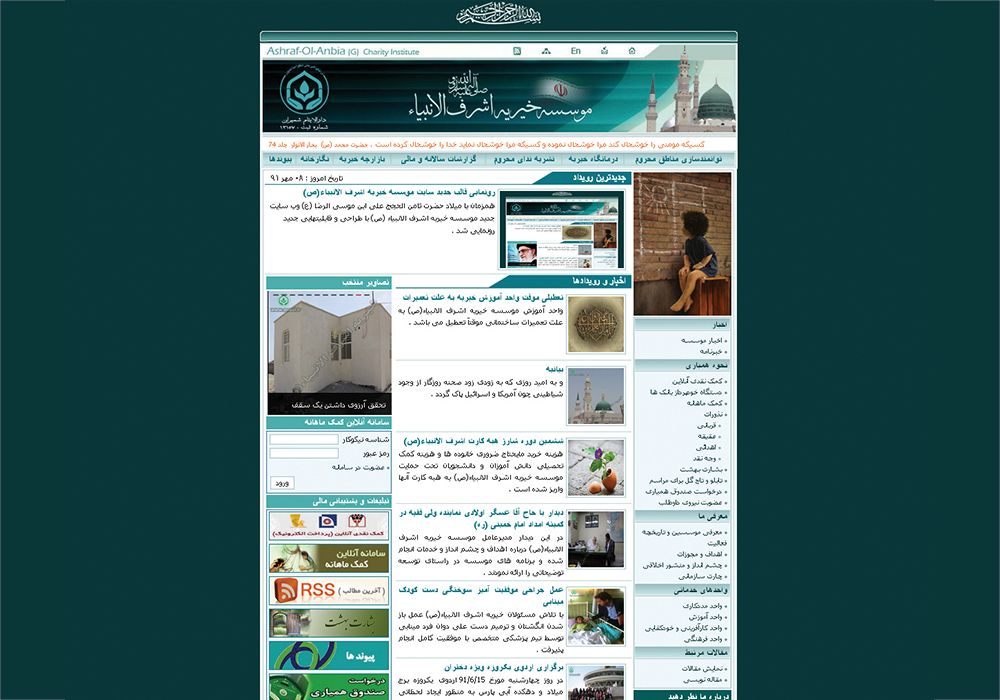 بسم الله الرحمن الرحیم
Ashraf-Ol-Anbia (G) Charity Institute
En
موسسه خیریه اشرف الانبیاء
دارالایتام شمیران
کسیکه مومنی را خوشحال کند مرا خوشحال نموده و کسیکه مرا خوشحال نماید خدا را خوشحال کرده است . حضرت محمد (ص) بحار الانوار جلد 74
توانمندسازی مناطق محروم
درمانگاه خیریه
نشریه ندای محروم
گزارشات سالانه و مالی
بازارچه خیریه
نگارخانه
پیوندها
جدیدترین رویداد
تاریخ امروز : ۰۸ مهر ۹۱
رونمایی قالب جدید سایت موسسه خیریه اشرف الانبیاء(ص)
همزمان با میلاد حضرت ثامن الحجج علی ابن موسی الرضا (ع) وب سایت
جدید موسسه خیریه اشرف الانبیاء (ص) با طراحی و قابلیتهایی جدید
رونمایی شد .
اخبار و رویدادها
تعطیلی موقت واحد آموزش خیریه به علت تعمیرات
واحد آموزش موسسه خیریه اشرف الانبیاء(ص) به
علت تعمیرات ساختمانی موقتاً تعطیل می باشد .
بیانیه
و به امید روزی که به زودی زود صحنه روزگار از وجود
شیاطینی چون آمریکا و اسرائیل پاک گردد .
ششمین دوره شارژ هبه کارت اشرف الانبیاء(ص)
هزینه خرید مایحتاج ضروری خانوده ها و هزینه کمک
تحصیلی دانش آموزان و دانشجویان تحت حمایت
موسسه خیریه اشرف الانبیاء(ص) به هبه کارت آنها
واریز شده است .
دیدار با حاج آقا عسگر اولادی نماینده ولی فقیه در
کمیته امداد امام خمینی (ره)
در این دیدار مدیرعامل موسسه خیریه اشرف
الانبیاء(ص) درباره اهداف و چشم انداز و خدمات انجام
شده و برنامه های موسسه در راستای توسعه
توضیحاتی را ارائه نمودند .
عمل جراحی موفقیت آمیز سوختگی دست کودک
مینابی
با تلاش مسئولان خیریه اشرف الانبیاء(ص) عمل باز
شدن انگشتان و ترمیم دست علی دوان فرد مینابی
توسط تیم پزشکی متخصص با موفقیت کامل انجام
پذیرفت .
برگزاری اردوی یکروزه ویژه دختران
در روز چهارشنبه مورخ 91/6/15 اردوی یکروزه برج
میلاد و دهکده آبی پارس به منظور ایجاد لحظاتی
اخبار
اخبار موسسه
خبرنامه
نحوه همیاری
کمک نقدی آنلاین
دستگاه خودپرداز بانک ها
کمک ماهانه
نذورات
قربانی
عقیقه
اهدائی
وجه نقد
بشارت بهشت
تابلو و تاج گل برای مراسم
درخواست صندوق همیاری
عضویت نیروی داوطلب
معرفی ما
معرفی موسسین و تاریخچه
فعالیت
اهداف و مجوزات
چشم انداز و منشور اخلاقی
چارت سازمانی
واحدهای خدماتی
واحد مددکاری
واحد آموزش
واحد کارآفرینی و خودکفایی
واحد فرهنگی
مقالات مرتبط
نمایش مقالات
مقاله نویسی
درباره ما نظر دهید
تصاویر منتخب
تحقق آرزوی داشتن یک سقف
سامانه آنلاین کمک ماهانه
شناسه نیکوکار
رمز عبور
عضویت در سامانه
ورود
تبلیغات و پشتیبانی مالی
کمک نقدی آنلاین (پرداخت الکترونیک)
سامانه آنلاین
کمک ماهانه
RSS ( آخرین مطالب )
بشارت بهشت
پیوند ها
درخواست
صندوق همیاری